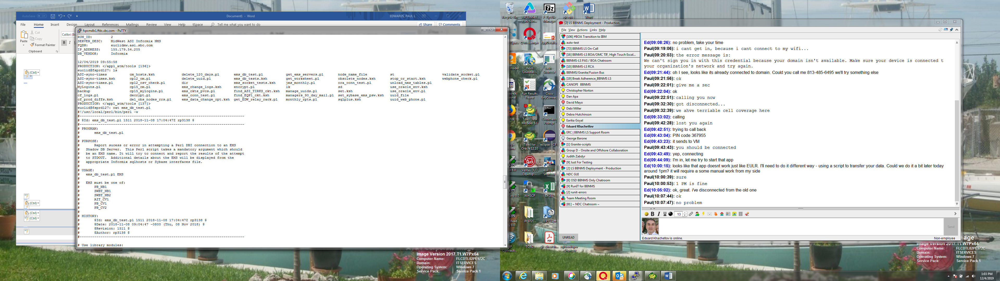 AutoSave Off
Document1 - Word
EDWARDS, PAUL L
File Home Insert Design Layout References Mailings Review View Help tSpace Tell me what you want to do
Share Comments
Paste
Cut
Copy
Format Painter
Clipboard
Calibri (B
B I U
(Ctrl)
(Ctrl)
(Ctrl)
(Ctrl)
fspcmdb1.ffdc.sbc.com - PuTTY
RUN_ID: 2
SERVER_DESC: MidWest ASI Informix NMS
FQDN: euclidmw.asi.sbc.com
IP_ADDRESS: 155.179.54.205
DB_VENDOR: Informix
12/04/2019 09:55:58
PRODUCTION: </appl_atm/tools [136]>
euclid@fsprd127: ls
ASI-sync-times cm_hosts.ksh delete_120_days.pl ems_db_test.pl get_ems_servers.pl node_name_file st validate_socket.pl
ASI-sync-times.ksh cp12_cm.pl delete_uuid.pl ems_db_tests.ksh get_worksheet.pl obsolete_nodes.ksh stop_or_start.ksh webphone_check.pl
ASI-sync-times.pl cp12_csv_check.pl dir ems_socket_tests.ksh jms_monthly.pl ora_conn_test.pl unload_nms_tables.pl
MyLogins.pl cp15_cm.pl ems_change_logs.ksh encrypt.pl lk sd use_oracle_env.ksh
backup cp15_mylogins.pl ems_ckts_pvcs.pl find_ASI_TIRKS_ckt.ksh manage_uuids.pl set.ksh use_oracle_env.pl
cf_logs.pl decrypt.pl ems_conn_test.pl find_EQP1_ckt.ksh managers_90_day_mail.pl set_sybase_ems_psv.ksh uuid_file
cf_prod_diffs.ksh del_obs_nodes_rrs.pl ems_data_change_rpt.ksh get_EDW_relay_rack.pl monthly_rpts.pl sqlplus.ksh uuid_web_phone.pl
PRODUCTION: </appl_atm/tools [137]>
euclid@fsprd127: cat ems_db_test.pl
#!/usr/local/perl/bin/perl -w
#-------------------------------------------------------------------------------
# $Id: ems_db_test.pl 1511 2018-11-08 17:04:47Z rp3138 $
#-------------------------------------------------------------------------------
# PROGRAM:
# ems_db_test.pl
#
# PURPOSE:
# Report sucess or error in attempting a Perl DBI connection to an EMS
# Shadow DB Server. This Perl script takes a mandatory argument which should
# be an EMS name. It will try to connect and report the results of the attempt
# to STDOUT. Additional details about the EMS will be displayed from the
# appropriate Informix sqlhosts or Sybase interfaces file.
#
# USAGE:
# ems_db_test.pl EMS
#
# EMS must be one of:
# PB_NB1
# SWBT_NB1
# SWBT_NB2
# AIT_CV1
# PB_CV1
# PB_CV2
#
# HISTORY:
# $Id: ems_db_test.pl 1511 2018-11-08 17:04:47Z rp3138 $
# $Date: 2018-11-08 09:04:47 -0800 (Thu, 08 Nov 2018) $
# $Revision: 1511 $
# $Author: rp3138 $
#-------------------------------------------------------------------------------
# Use library modules:
Image Version 2017.T1.W7Px64
Computer Name: FLCDTL02PE972C
Domain: ITSERVICES
Operating System: Windows 7
Service Pack: Service Pack 1
Recycle Bin
HP Unified Function...
7-Zip File Manager
git-gui -
Word
Q Messenger
AppDetails
Revo Uninstall...
bash - Shortcut
Run Results Viewer
Cisco AnyConnec
Toad Data Modeler 6.1
Command Prompt
Toad for Oracle 12.10
eclipse - CP
Veritas DLO Desktop ...
eulr (1) - Shortcut
WinSCP
EXCEL
PE972C
FTP Client
TOAD
git-cheatsh...
sqldeveloper - Shortcut
[2] LS BBNMS Deployment - Production
File View Actions Links Help
[106] #BOA Transition to IBM
auto-test
[73] BBNMS LS On-Call
[16] BBNMS-LS BOA/OMC TIF, High Touch Escal...
BBNMS-LS PAS / BOA Chatroom
[10] BBNMS-LS RCA
BBNMS/Granite/Fusion Bus
[19] Break Adherence_BBNMS LS
CANOPI BBNMS
Christopher Norton
Dan Apa
David Mayo
Debi Miller
Debra Hutchinson
Earika Goyal
Eduard Khachetlov
ERC | BBNMS LS Support Room
George Barone
[1] Granite-scripts
Group D - Onsite and Offshore Collaboration
Judith Zabdyr
[9] Just For Testing
[2] LS BBNMS Deployment - Production
NDC GUI
[8] OSD BBNMS Only Chatroom
[9] RunIT for BBNMS
[2] runit-errors
Team Meeting Room
[81] ~ NDC Chatroom ~
UNREAD
Ed(09:08:26): no problem, take your time
Paul(09:19:06): i cant get in, because i cant connect to my wifi...
Paul(09:20:03): the error message is:
We can't sign you in with this credential because your domain isn't available. Make sure your device is connected t
your organization's network and try again.
Ed(09:21:44): oh I see, looks like its already connected to domain. Could you call me 813-485-6495 we'll try something else
Paul(09:21:56): ok
Paul(09:22:01): give me a sec
Ed(09:22:04): ok
Paul(09:22:51): calling you now
Paul(09:32:30): got disconnected...
Paul(09:32:39): we ahve terriable cell coverage here
Ed(09:33:02): calling
Paul(09:42:28): lost you again
Ed(09:42:51): trying to call back
Ed(09:43:04): PIN code 367955
Ed(09:43:23): it sends to VM
Paul(09:43:43): you should be connected
Ed(09:43:49): yep, connecting
Ed(09:44:09): I'm in, let me try to start that app
Ed(10:00:15): looks like that app doesnt work just like EULR. I'll need to do it different way - using a script to transfer your data. Could we do it a bit later today
around 1pm? it will require a some manual work from my side
Paul(10:00:39): sure
Paul(10:00:53): 1 PM is fine
Ed(10:05:02): ok, great. i've disconnected from the old one
Paul(10:07:44): ok
Paul(10:07:47): no problem
B I U 13
Send
Eduard Khachetlov is online.
Non-employee
Image Version 2017.T1.W7Px64
Computer Name: FLCDTL02PE972C
Domain: ITSERVICES
Operating System: Windows 7
Service Pack: Service Pack 1
1:03 PM
12/4/2019